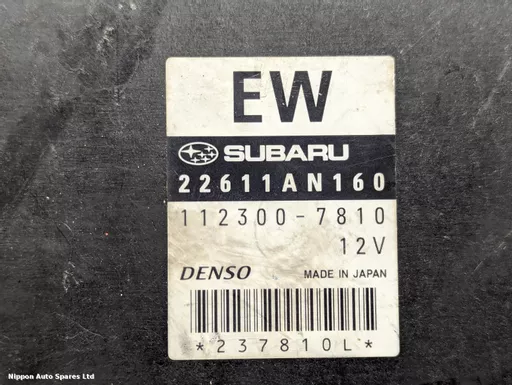 EW
SUBARU
22611AN160
112300-7810
12V
DENSO MADE IN JAPAN
*237810L*
Nippon Auto Spares Ltd